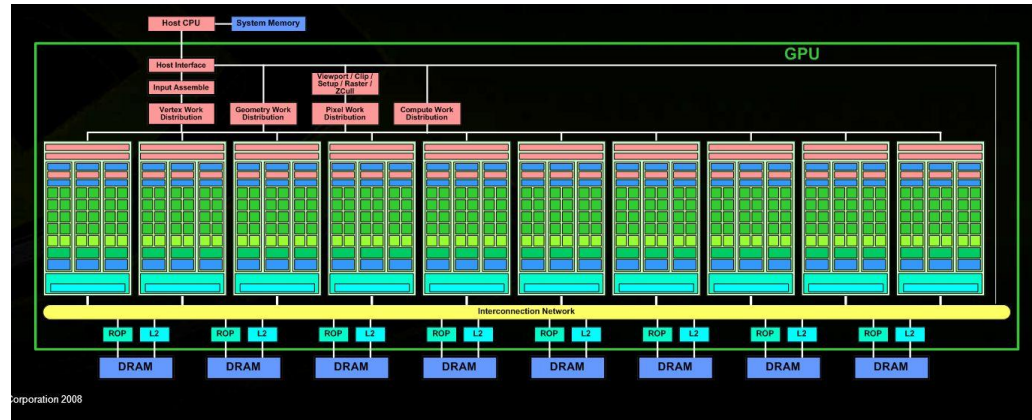 Host CPU
System Memory
GPU
Host Interface
Input Assemble
Viewport / Clip /
Setup / Raster /
ZCull
Vertex Work
Distribution
Geometry Work
Distribution
Pixel Work
Distribution
Compute Work
Distribution
Interconnection Network
ROP L2 ROP L2 ROP L2 ROP L2 ROP L2 ROP L2 ROP L2 ROP L2
DRAM DRAM DRAM DRAM DRAM DRAM DRAM DRAM
Corporation 2008